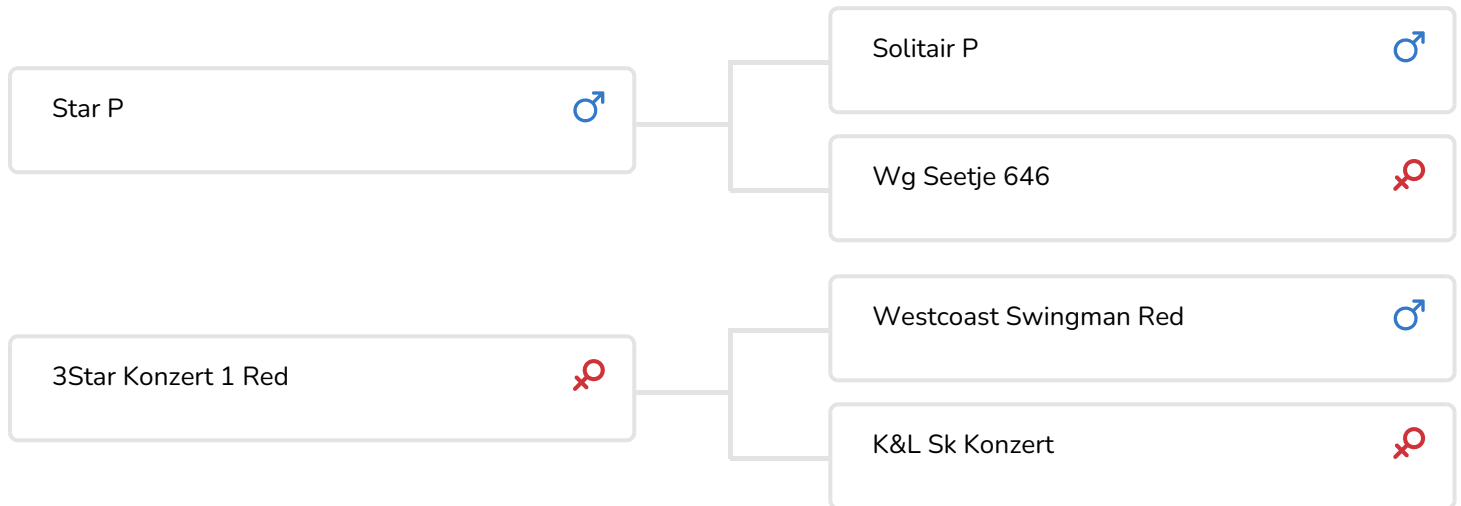 Solitair P
Star P
Wg Seetje 646
Westcoast Swingman Red
3Star Konzert 1 Red
K&L Sk Konzert